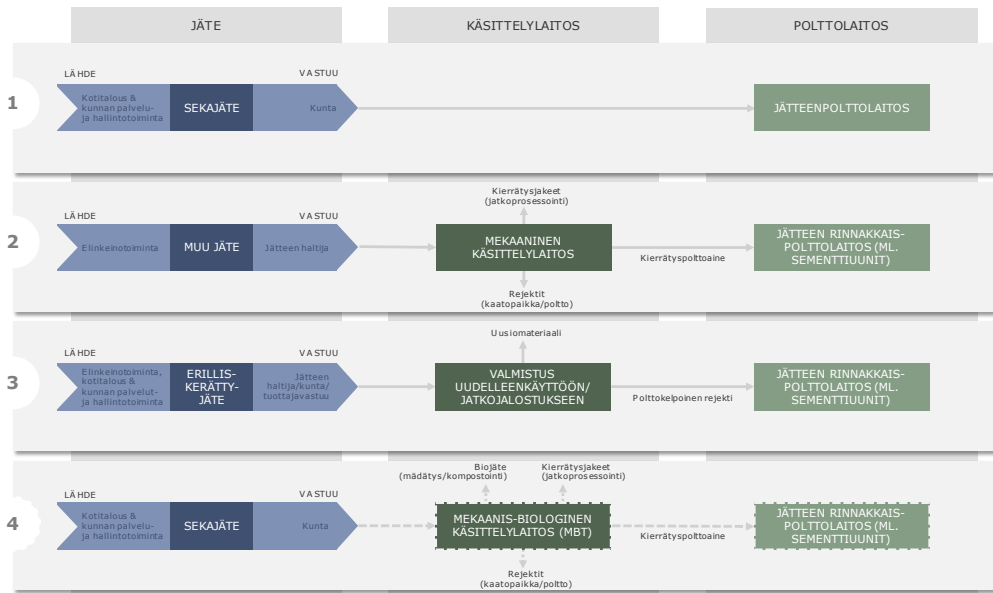 JÄTE
KÄSITTELYLAITOS
POLTTOLAITOS
1
LÄHDE
VASTUU
Kotitalous &
kunnan palvelu-
ja hallintotoiminta
SEKAJÄTE
Kunta
JÄTTEENPOLTTOLAITOS
2
LÄHDE
VASTUU
Elinkeinotoiminta
MUU JÄTE
Jätteen haltija
Kierrätysjakeet
(jatkoprosessointi)
MEKAANINEN
KÄSITTELYLAITOS
Rejektit
(kaatopaikka/poltto)
Kierrätyspolttoaine
JÄTTEEN RINNAKKAIS-
POLTTOLAITOS (ML.
SEMENTTIUUNIT)
3
LÄHDE
VASTUU
Elinkeinotoiminta,
kotitalous &
kunnan palvelut-
ja hallintotoiminta
ERILLIS-
KERÄTTY-
JÄTE
Jätteen
haltija/kunta/
tuottajavastuu
Uusiomateriaali
VALMISTUS
UUDELLEENKÄYTTÖÖN/
JATKOJALOSTUKSEEN
Polttokelpoinen rejekti
JÄTTEEN RINNAKKAIS-
POLTTOLAITOS (ML.
SEMENTTIUUNIT)
4
LÄHDE
VASTUU
Kotitalous &
kunnan palvelu-
ja hallintotoiminta
SEKAJÄTE
Kunta
Biojäte
(mädätys/kompostointi)
Kierrätysjakeet
(jatkoprosessointi)
MEKAANIS-BIOLOGINEN
KÄSITTELYLAITOS (MBT)
Rejektit
(kaatopaikka/poltto)
Kierrätyspolttoaine
JÄTTEEN RINNAKKAIS-
POLTTOLAITOS (ML.
SEMENTTIUUNIT)